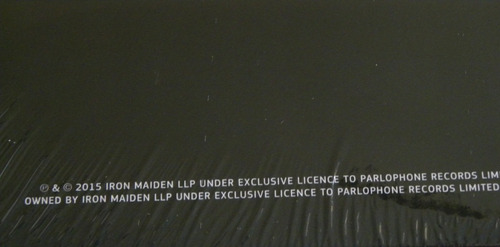 ℗ & © 2015 IRON MAIDEN LLP UNDER EXCLUSIVE LICENCE TO PARLOPHONE RECORDS LIM
OWNED BY IRON MAIDEN LLP UNDER EXCLUSIVE LICENCE TO PARLOPHONE RECORDS LIMITED